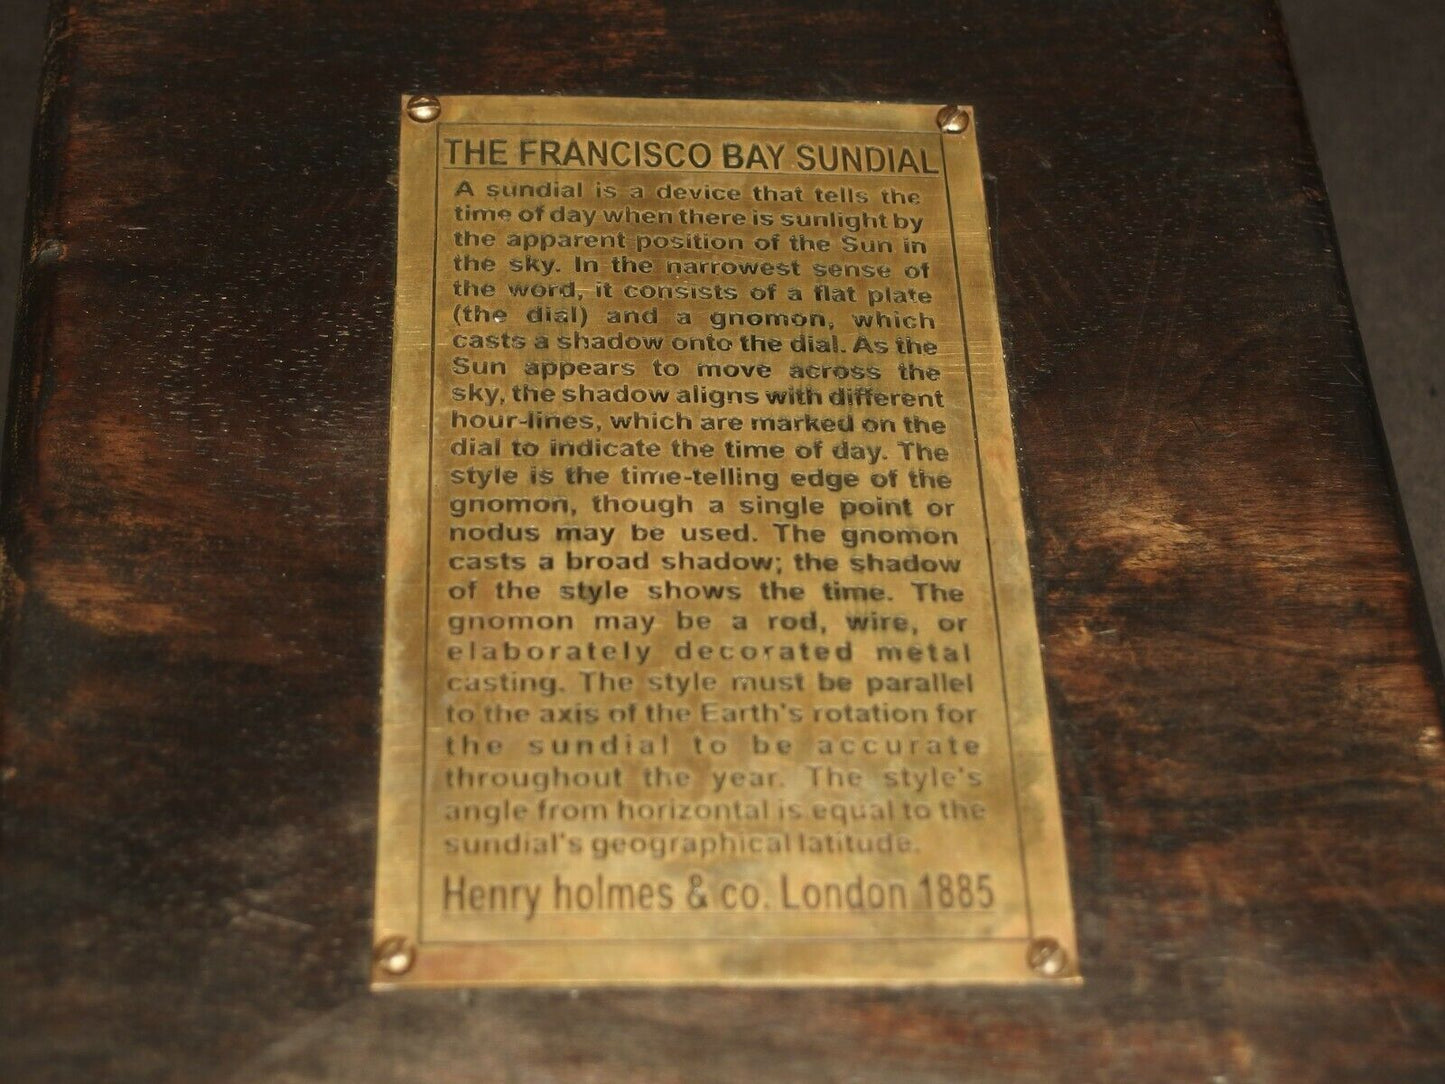 THE FRANCISCO BAY SUNDIAL
A sundial is a device that tells the
time of day when there is sunlight by
the apparent position of the Sun in
the sky. In the narrowest sense of
the word, it consists of a flat plate
(the dial) and a gnomon, which
casts a shadow onto the dial. As the
Sun appears to move across the
sky, the shadow aligns with different
hour-lines, which are marked on the
dial to indicate the time of day. The
style is the time-telling edge of the
gnomon, though a single point or
nodus may be used. The gnomon
casts a broad shadow; the shadow
of the style shows the time. The
gnomon may be a rod, wire, or
elaborately decorated metal
casting. The style must be parallel
to the axis of the Earth's rotation for
the sundial to be accurate
throughout the year. The style's
angle from horizontal is equal to the
sundial's geographical latitude.
Henry holmes & co. London 1885